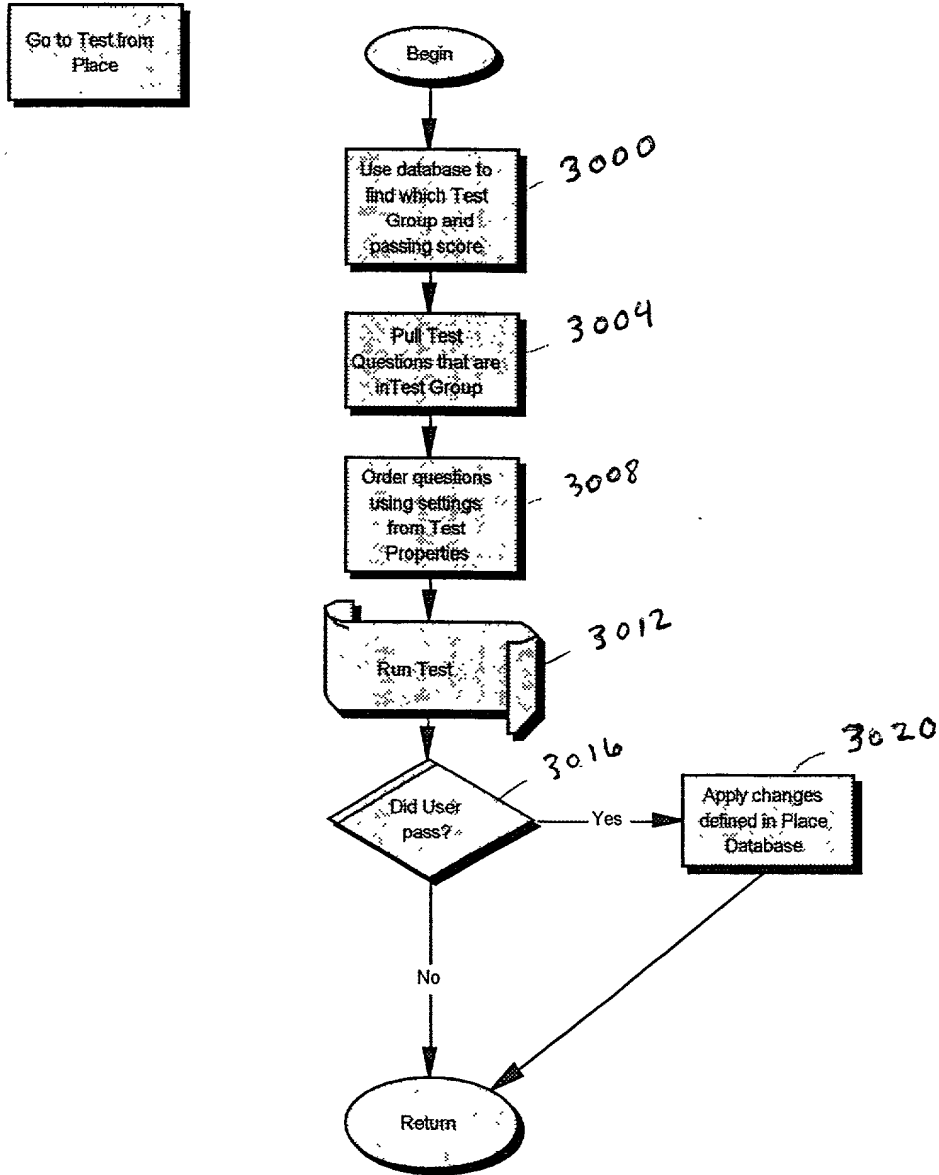 Go to Test from
Place
Begin
Use database to
find which Test
Group and
passing score
3000
Pull Test
Questions that are
inTest Group
3004
Order questions
using settings
from Test
Properties
3008
Run Test
3012
Did User
pass?
3016
Yes
Apply changes
defined in Place
Database
3020
No
Return